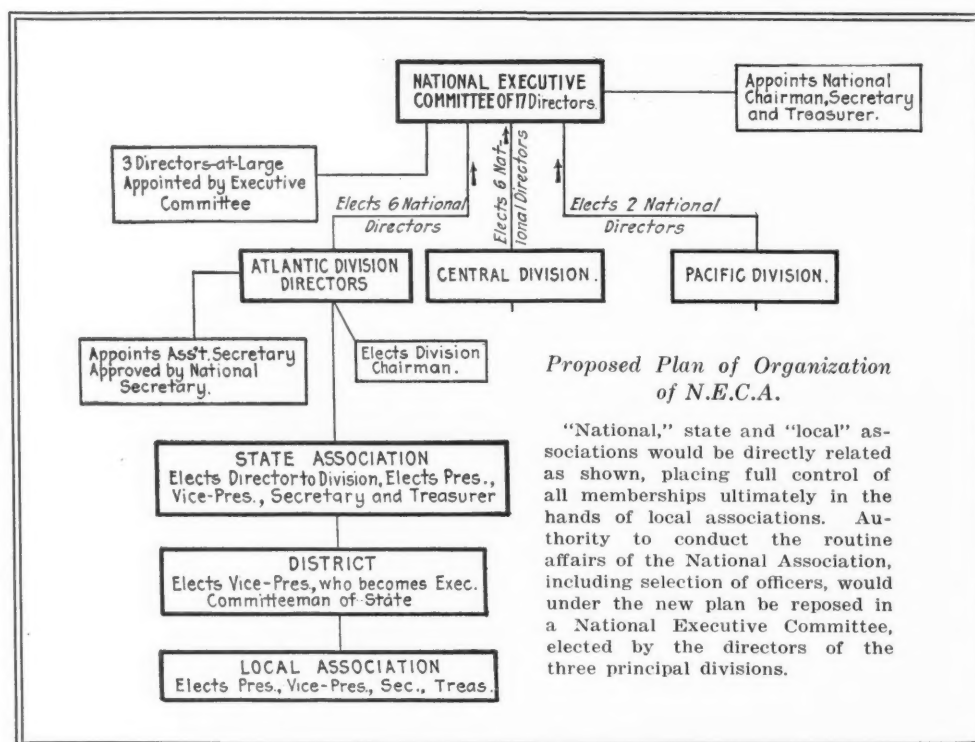 NATIONAL EXECUTIVE
COMMITTEE OF 17 Directors.
Appoints National
Chairman, Secretary
and Treasurer.
3 Directors-at-Large
Appointed by Executive
Committee
Elects 6 National
Directors
Elects 6 Nat-
ional Directors
Elects 2 National
Directors
ATLANTIC DIVISION
DIRECTORS
CENTRAL DIVISION.
PACIFIC DIVISION.
Appoints Ass't. Secretary
Approved by National
Secretary.
Elects Division
Chairman.
STATE ASSOCIATION
Elects Director to Division, Elects Pres.,
Vice-Pres., Secretary and Treasurer
DISTRICT
Elects Vice-Pres., who becomes Exec.
Committeeman of State
LOCAL ASSOCIATION
Elects Pres., Vice-Pres., Sec., Treas.
Proposed Plan of Organization
of N.E.C.A.
"National," state and "local" as-
sociations would be directly related
as shown, placing full control of
all memberships ultimately in the
hands of local associations. Au-
thority to conduct the routine
affairs of the National Association,
including selection of officers, would
under the new plan be reposed in
a National Executive Committee,
elected by the directors of the
three principal divisions.